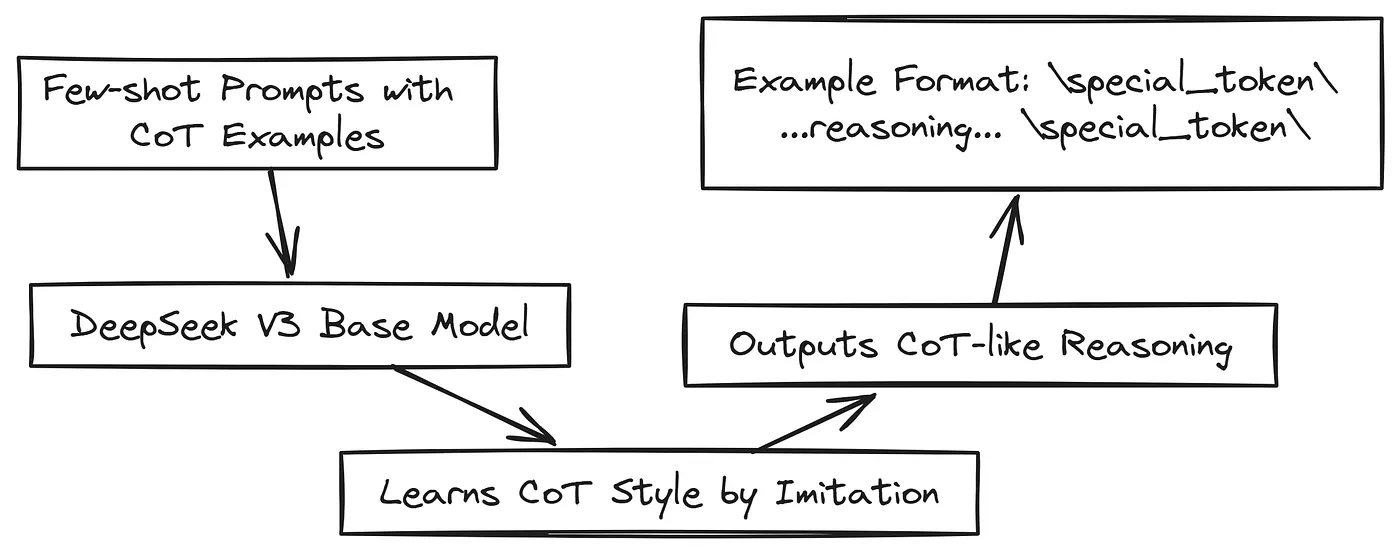 Few-shot Prompts with
CoT Examples
DeepSeek V3 Base Model
Learns CoT Style by Imitation
Outputs CoT-like Reasoning
Example Format: \special_token\
...reasoning... \special_token\